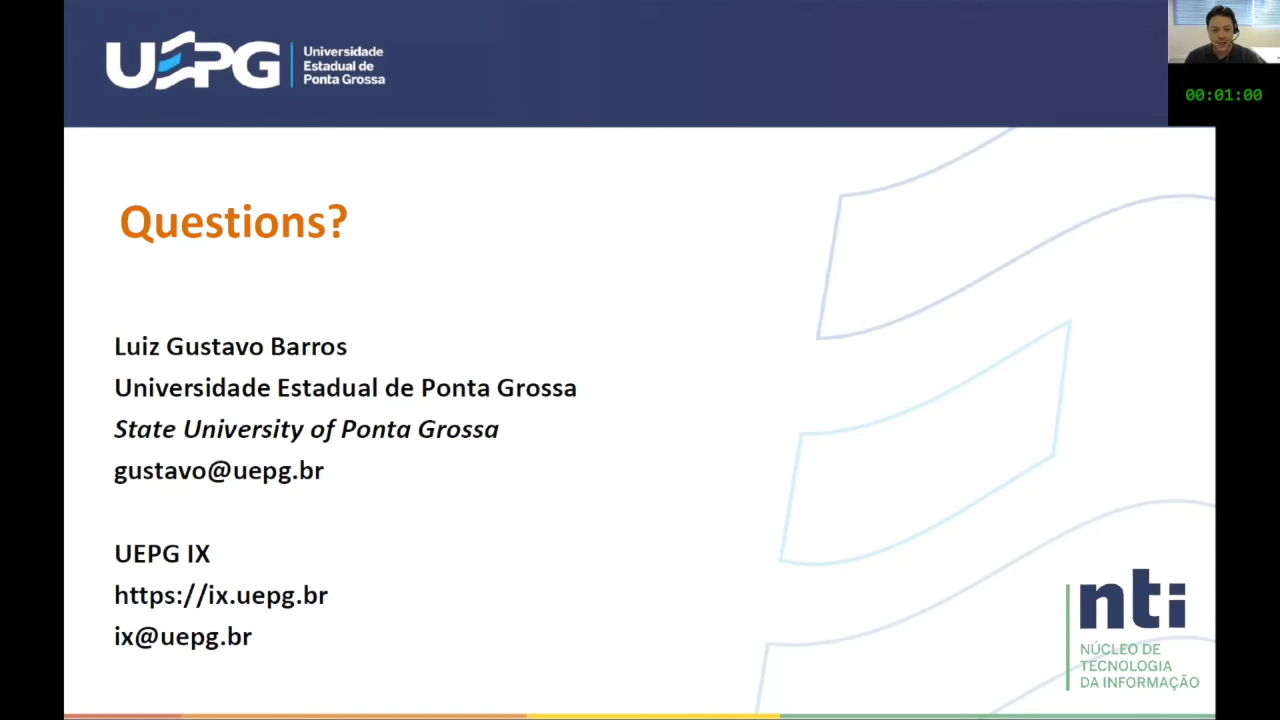 UEPG
Universidade
Estadual de
Ponta Grossa
00:01:00
Questions?
Luiz Gustavo Barros
Universidade Estadual de Ponta Grossa
State University of Ponta Grossa
gustavo@uepg.br
UEPG IX
https://ix.uepg.br
ix@uepg.br
nti
NÚCLEO DE
TECNOLOGIA
DA INFORMAÇÃO